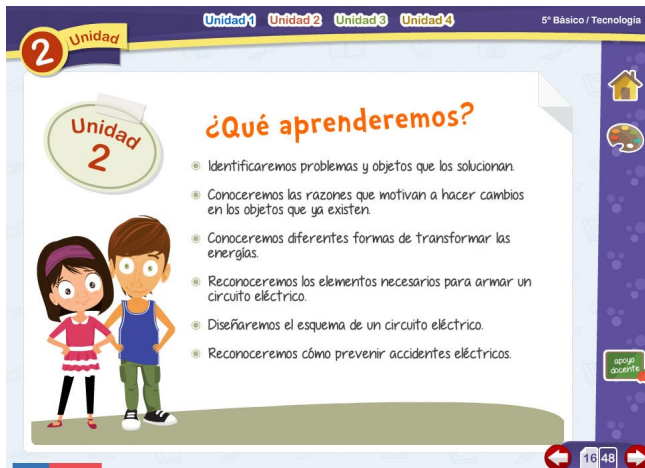 Unidad 1 Unidad 2 Unidad 3 Unidad 4
5° Básico / Tecnología
2 Unidad
Unidad
2
¿Qué aprenderemos?
Identificaremos problemas y objetos que los solucionan.
Conoceremos las razones que motivan a hacer cambios
en los objetos que ya existen.
Conoceremos diferentes formas de transformar las
energías.
Reconoceremos los elementos necesarios para armar un
circuito eléctrico.
Diseñaremos el esquema de un circuito eléctrico.
Reconoceremos cómo prevenir accidentes eléctricos.
apoyo
docente
16 48